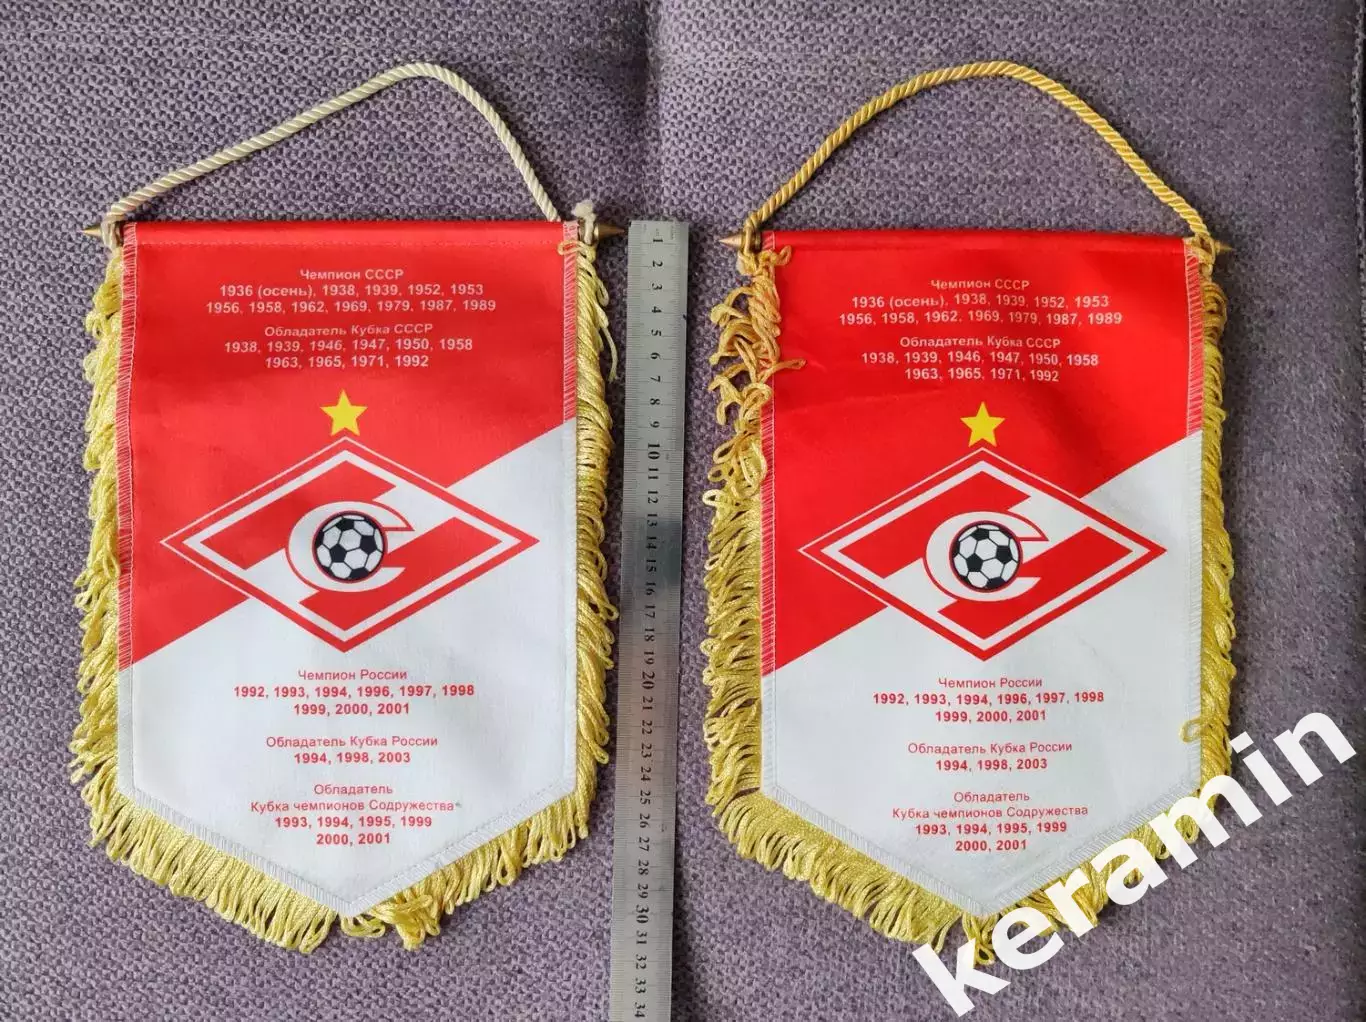 Чемпион СССР
1936 (осень), 1938, 1939, 1952, 1953
1956, 1958, 1962, 1969, 1979, 1987, 1989
Обладатель Кубка СССР
1938, 1939, 1946, 1947, 1950, 1958
1963, 1965, 1971, 1992
С
Чемпион России
1992, 1993, 1994, 1996, 1997, 1998
1999, 2000, 2001
Обладатель Кубка России
1994, 1998, 2003
Обладатель
Кубка чемпионов Содружества
1993, 1994, 1995, 1999
2000, 2001
1
2
3
4
5
6
7
8
9
10
11
12
13
14
15
16
17
18
19
20
21
22
23
24
25
26
27
28
29
30
31
32
33
34
Чемпион СССР
1936 (осень), 1938, 1939, 1952, 1953
1956, 1958, 1962. 1969, 1979, 1987, 1989
Обладатель Кубка СССР
1938, 1939, 1946, 1947, 1950, 1958
1963, 1965, 1971, 1992
С
Чемпион России
1992, 1993, 1994, 1996, 1997, 1998
1999, 2000, 2001
Обладатель Кубка России
1994, 1998, 2003
Обладатель
Кубка чемпионов Содружества
1993, 1994, 1995, 1999
2000, 2001
keramin